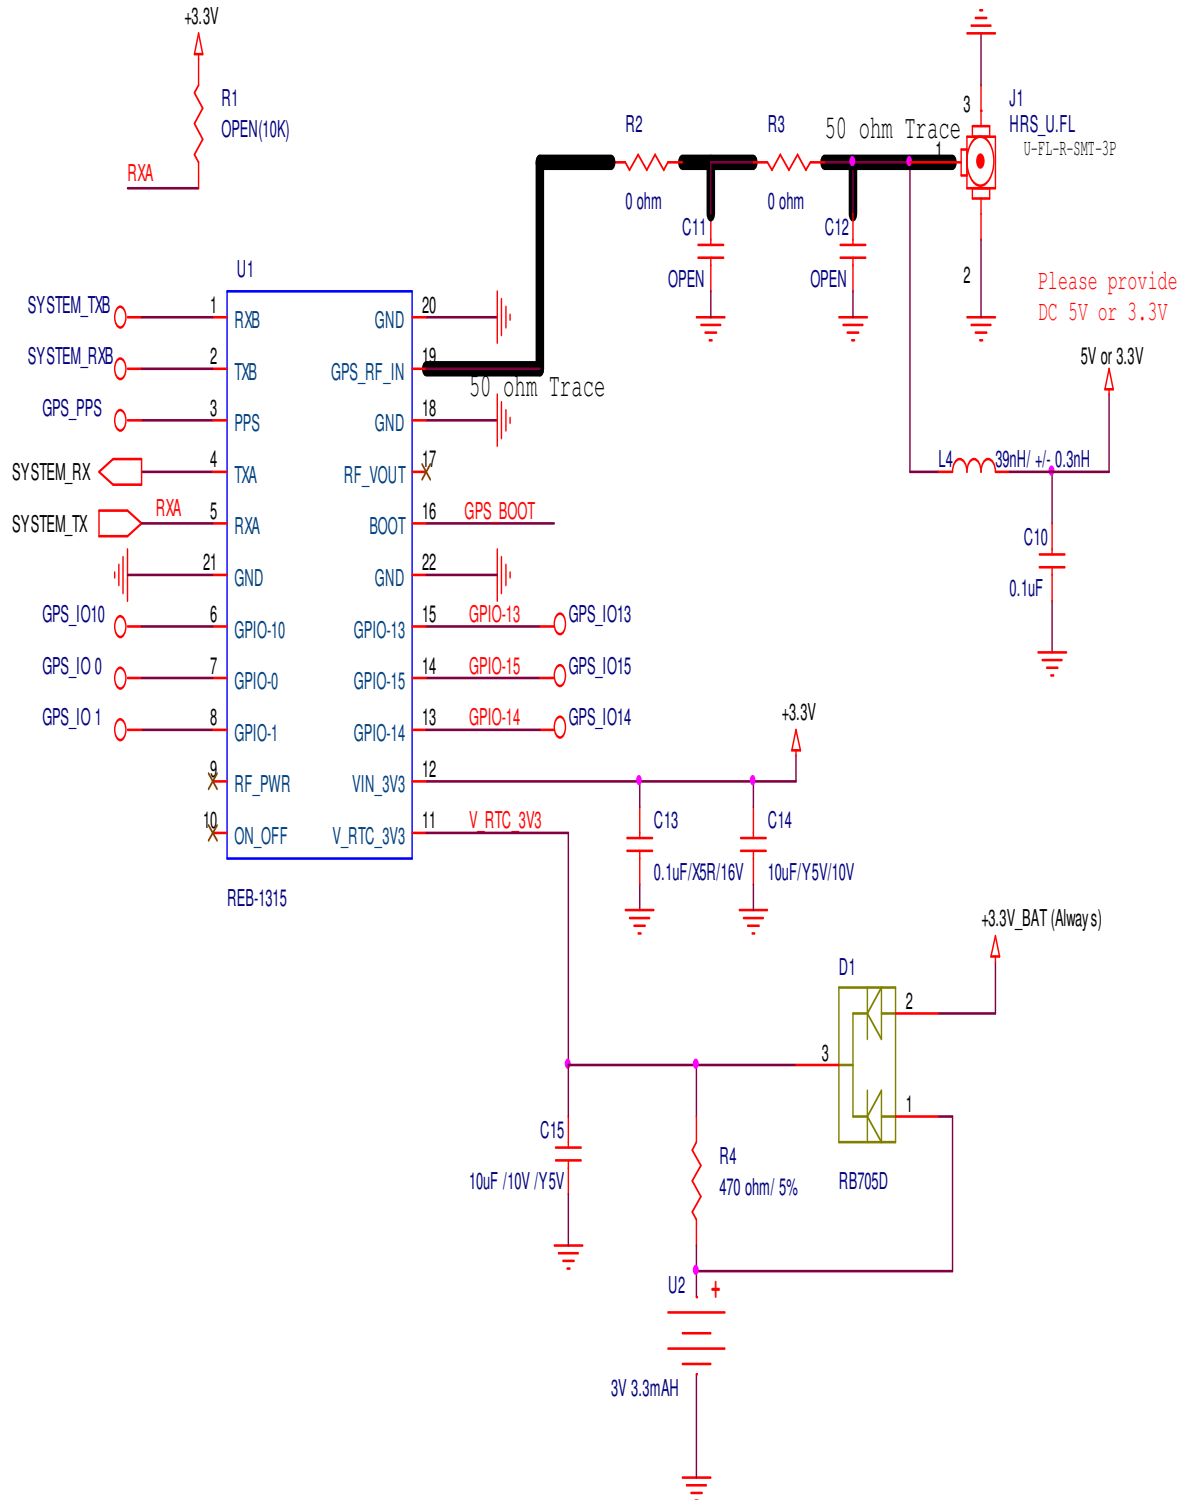 +3.3V
R1
OPEN(10K)
RXA
R2
0 ohm
R3
0 ohm
50 ohm Trace
C11
OPEN
C12
OPEN
1
3
J1
HRS_U.FL
U-FL-R-SMT-3P
2
Please provide
DC 5V or 3.3V
5V or 3.3V
L4
39nH/ +/- 0.3nH
C10
0.1uF
50 ohm Trace
U1
SYSTEM_TXB
1
RXB
GND
20
SYSTEM_RXB
2
TXB
GPS_RF_IN
19
GPS_PPS
3
PPS
GND
18
SYSTEM_RX
4
TXA
RF_VOUT
17
SYSTEM_TX
RXA
5
RXA
BOOT
16
GPS_BOOT
21
GND
GND
22
GPS_IO10
6
GPIO-10
GPIO-13
15
GPIO-13
GPS_IO13
GPS_IO 0
7
GPIO-0
GPIO-15
14
GPIO-15
GPS_IO15
GPS_IO 1
8
GPIO-1
GPIO-14
13
GPIO-14
GPS_IO14
9
RF_PWR
VIN_3V3
12
+3.3V
10
ON_OFF
V_RTC_3V3
11
V_RTC_3V3
REB-1315
C13
0.1uF/X5R/16V
C14
10uF/Y5V/10V
+3.3V_BAT (Always)
D1
2
3
1
RB705D
C15
10uF /10V /Y5V
R4
470 ohm/ 5%
U2
+
3V 3.3mAH